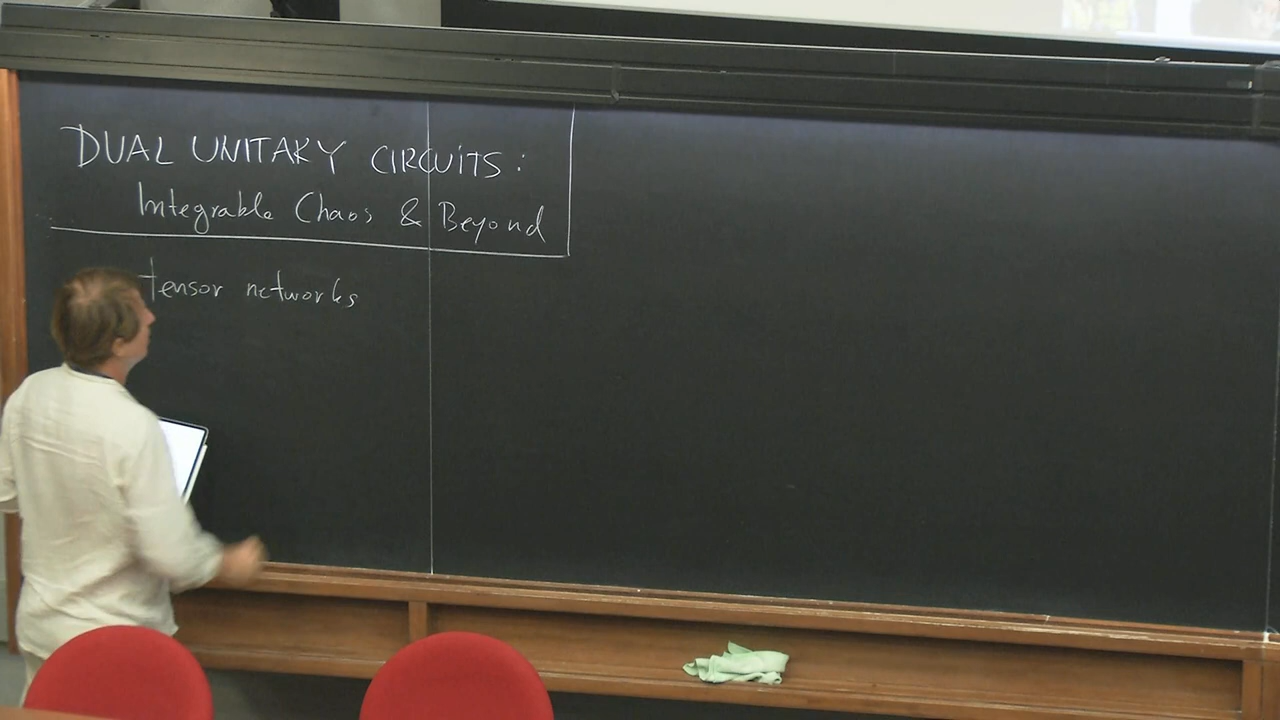 DUAL UNITARY CIRCUITS:
Integrable Chaos & Beyond
tensor networks